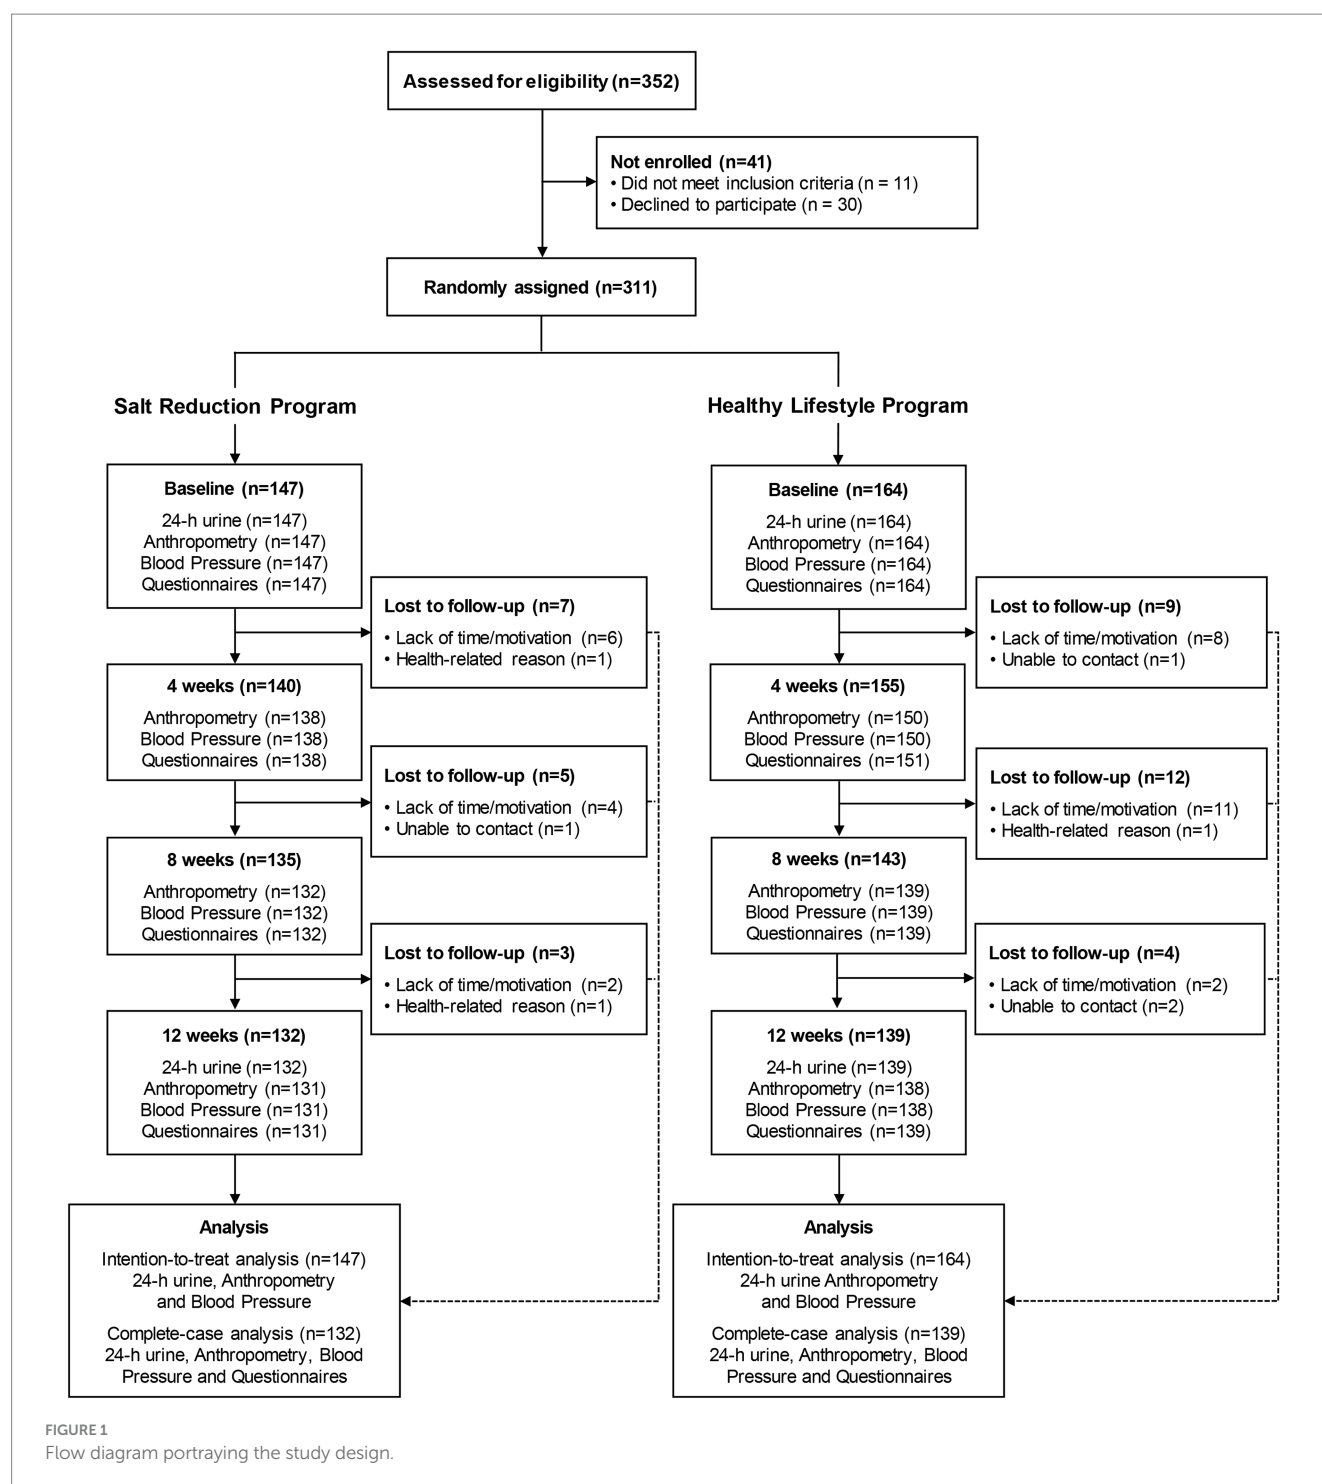 Assessed for eligibility (n=352)
Not enrolled (n=41)
• Did not meet inclusion criteria (n = 11)
• Declined to participate (n = 30)
Randomly assigned (n=311)
Salt Reduction Program
Baseline (n=147)
24-h urine (n=147)
Anthropometry (n=147)
Blood Pressure (n=147)
Questionnaires (n=147)
Lost to follow-up (n=7)
• Lack of time/motivation (n=6)
• Health-related reason (n=1)
4 weeks (n=140)
Anthropometry (n=138)
Blood Pressure (n=138)
Questionnaires (n=138)
Lost to follow-up (n=5)
• Lack of time/motivation (n=4)
• Unable to contact (n=1)
8 weeks (n=135)
Anthropometry (n=132)
Blood Pressure (n=132)
Questionnaires (n=132)
Lost to follow-up (n=3)
• Lack of time/motivation (n=2)
• Health-related reason (n=1)
12 weeks (n=132)
24-h urine (n=132)
Anthropometry (n=131)
Blood Pressure (n=131)
Questionnaires (n=131)
Analysis
Intention-to-treat analysis (n=147)
24-h urine, Anthropometry
and Blood Pressure
Complete-case analysis (n=132)
24-h urine, Anthropometry, Blood
Pressure and Questionnaires
Healthy Lifestyle Program
Baseline (n=164)
24-h urine (n=164)
Anthropometry (n=164)
Blood Pressure (n=164)
Questionnaires (n=164)
Lost to follow-up (n=9)
• Lack of time/motivation (n=8)
• Unable to contact (n=1)
4 weeks (n=155)
Anthropometry (n=150)
Blood Pressure (n=150)
Questionnaires (n=151)
Lost to follow-up (n=12)
• Lack of time/motivation (n=11)
• Health-related reason (n=1)
8 weeks (n=143)
Anthropometry (n=139)
Blood Pressure (n=139)
Questionnaires (n=139)
Lost to follow-up (n=4)
• Lack of time/motivation (n=2)
• Unable to contact (n=2)
12 weeks (n=139)
24-h urine (n=139)
Anthropometry (n=138)
Blood Pressure (n=138)
Questionnaires (n=139)
Analysis
Intention-to-treat analysis (n=164)
24-h urine Anthropometry
and Blood Pressure
Complete-case analysis (n=139)
24-h urine, Anthropometry, Blood
Pressure and Questionnaires
FIGURE 1
Flow diagram portraying the study design.